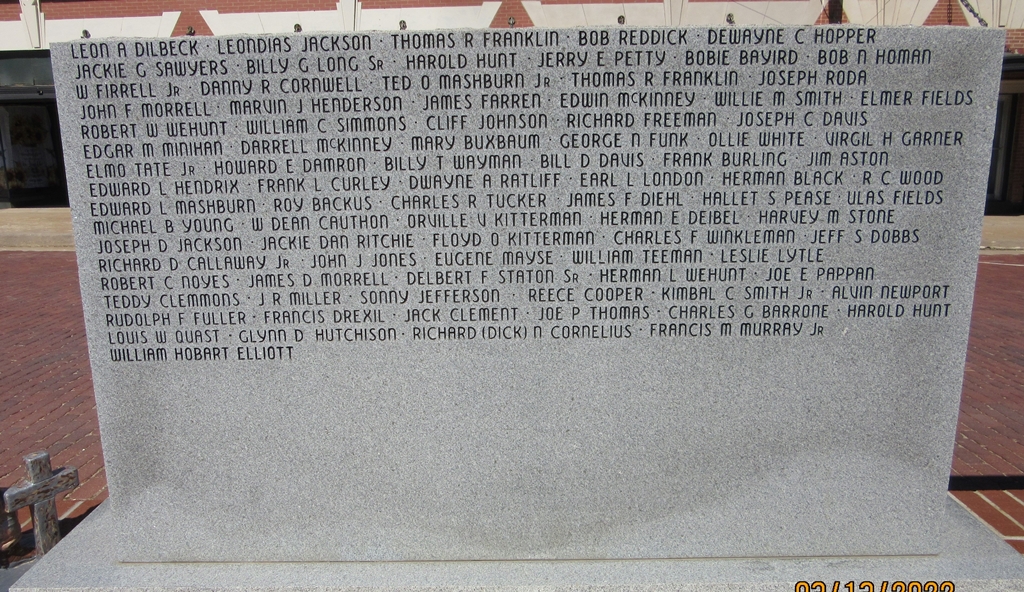 LEON A DILBECK · LEONDIAS JACKSON · THOMAS R FRANKLIN · BOB REDDICK · DEWAYNE C HOPPER
JACKIE G SAWYERS · BILLY G LONG SR · HAROLD HUNT · JERRY E PETTY · BOBIE BAYIRD · BOB N HOMAN
W FIRRELL JR · DANNY R CORNWELL · TED O MASHBURN JR · THOMAS R FRANKLIN · JOSEPH RODA
JOHN F MORRELL · MARVIN J HENDERSON · JAMES FARREN · EDWIN MCKINNEY · WILLIE M SMITH · ELMER FIELDS
ROBERT W WEHUNT · WILLIAM C SIMMONS · CLIFF JOHNSON · RICHARD FREEMAN · JOSEPH C DAVIS
EDGAR M MINIHAN · DARRELL MCKINNEY · MARY BUXBAUM · GEORGE N FUNK · OLLIE WHITE · VIRGIL H GARNER
ELMO TATE JR · HOWARD E DAMRON · BILLY T WAYMAN · BILL D DAVIS · FRANK BURLING · JIM ASTON
EDWARD L HENDRIX · FRANK L CURLEY · DWAYNE A RATLIFF · EARL L LONDON · HERMAN BLACK · R C WOOD
EDWARD L MASHBURN · ROY BACKUS · CHARLES R TUCKER · JAMES F DIEHL · HALLET S PEASE · ULAS FIELDS
MICHAEL B YOUNG · W DEAN CAUTHON · ORVILLE V KITTERMAN · HERMAN E DEIBEL · HARVEY M STONE
JOSEPH D JACKSON · JACKIE DAN RITCHIE · FLOYD O KITTERMAN · CHARLES F WINKLEMAN · JEFF S DOBBS
RICHARD D CALLAWAY JR · JOHN J JONES · EUGENE MAYSE · WILLIAM TEEMAN · LESLIE LYTLE
ROBERT C NOYES · JAMES D MORRELL · DELBERT F STATON SR · HERMAN L WEHUNT · JOE E PAPPAN
TEDDY CLEMMONS · J R MILLER · SONNY JEFFERSON · REECE COOPER · KIMBAL C SMITH JR · ALVIN NEWPORT
RUDOLPH F FULLER · FRANCIS DREXIL · JACK CLEMENT · JOE P THOMAS · CHARLES G BARRONE · HAROLD HUNT
LOUIS W QUAST · GLYNN D HUTCHISON · RICHARD (DICK) N CORNELIUS · FRANCIS M MURRAY JR
WILLIAM HOBART ELLIOTT